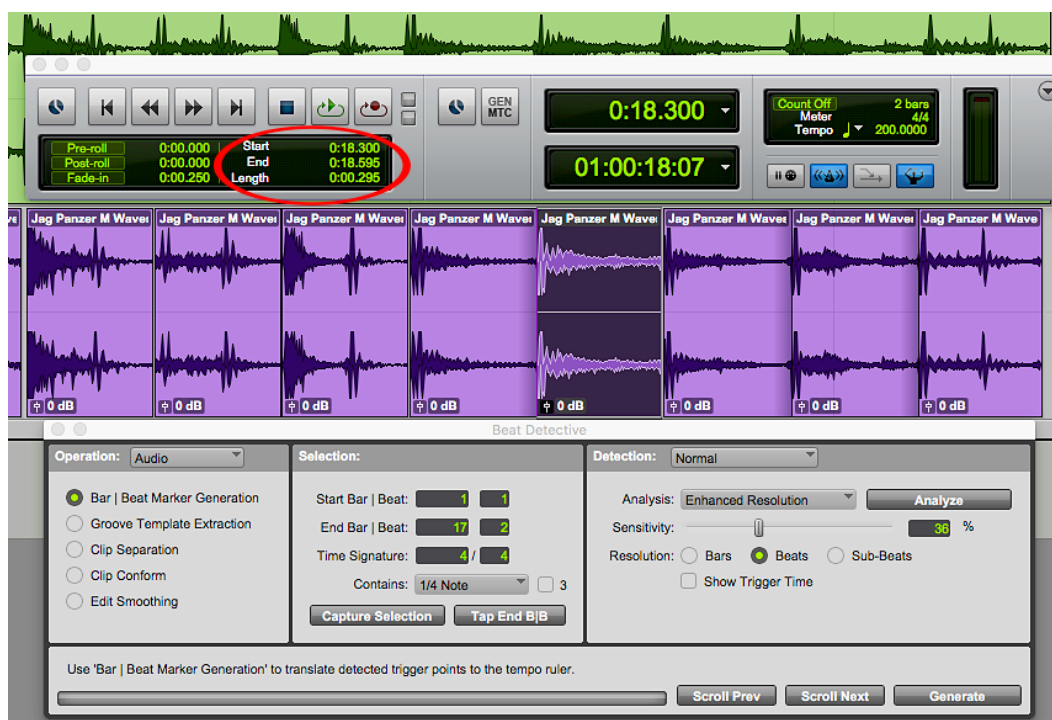 GEN
MTC
0:18.300
01:00:18:07
Count Off 2 bars
Meter 4/4
Tempo 200.0000
Pre-roll 0:00.000
Post-roll 0:00.000
Fade-in 0:00.250
Start 0:18.300
End 0:18.595
Length 0:00.295
Jag Panzer M Waver Jag Panzer M Waver Jag Panzer M Waver Jag Panzer M Waver Jag Panzer M Waver Jag Panzer M Waver Jag Panzer M Waver Jag Panzer M Wave
0 dB 0 dB 0 dB 0 dB 0 dB 0 dB 0 dB 0 dB
Beat Detective
Operation: Audio
Bar | Beat Marker Generation
Groove Template Extraction
Clip Separation
Clip Conform
Edit Smoothing
Selection:
Start Bar | Beat: 1 1
End Bar | Beat: 17 2
Time Signature: 4 / 4
Contains: 1/4 Note 3
Capture Selection Tap End B|B
Detection: Normal
Analysis: Enhanced Resolution Analyze
Sensitivity: 36 %
Resolution: Bars Beats Sub-Beats
Show Trigger Time
Use 'Bar | Beat Marker Generation' to translate detected trigger points to the tempo ruler.
Scroll Prev Scroll Next Generate